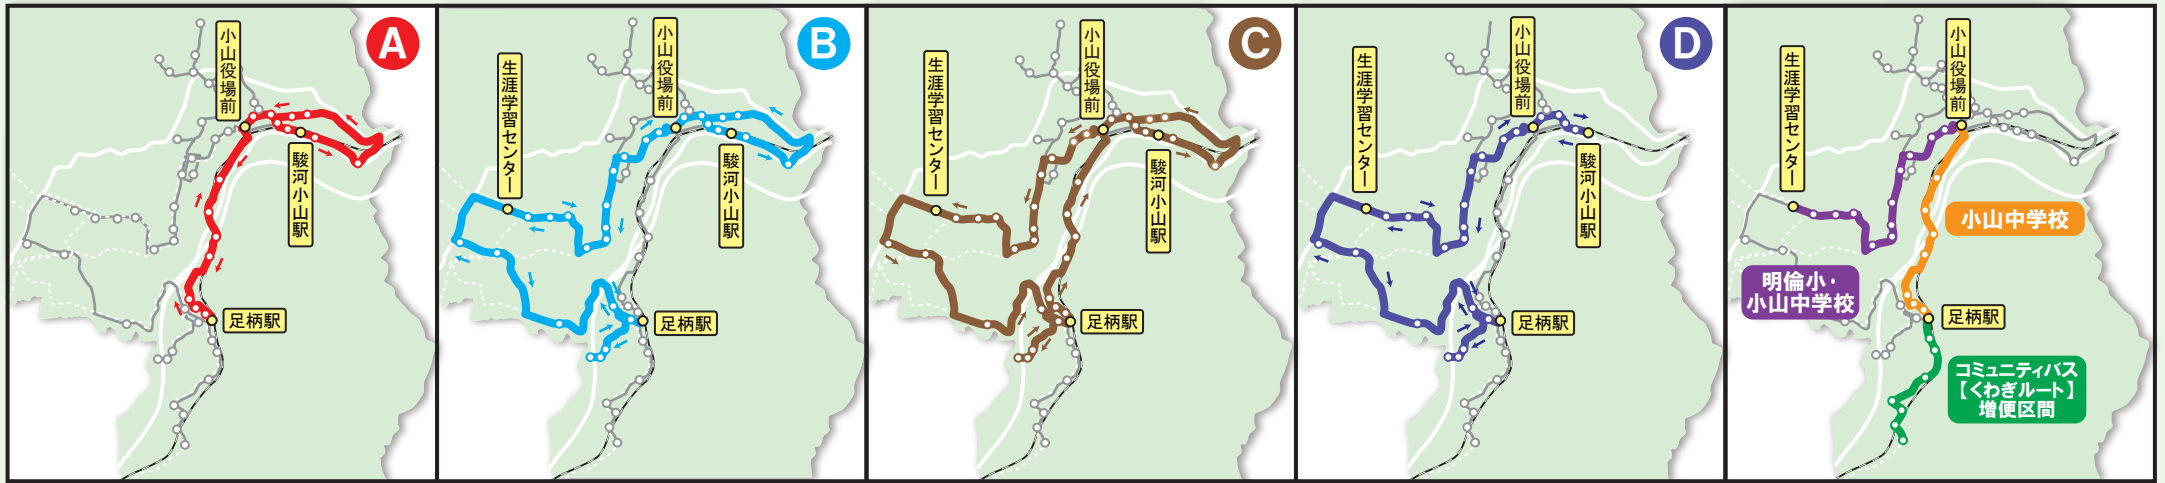 小山役場前
A
駿河小山駅
足柄駅
生涯学習センター
小山役場前
B
駿河小山駅
足柄駅
生涯学習センター
小山役場前
C
駿河小山駅
足柄駅
生涯学習センター
小山役場前
D
駿河小山駅
足柄駅
生涯学習センター
小山役場前
小山中学校
明倫小・
小山中学校
足柄駅
コミュニティバス
【くわぎルート】
増便区間